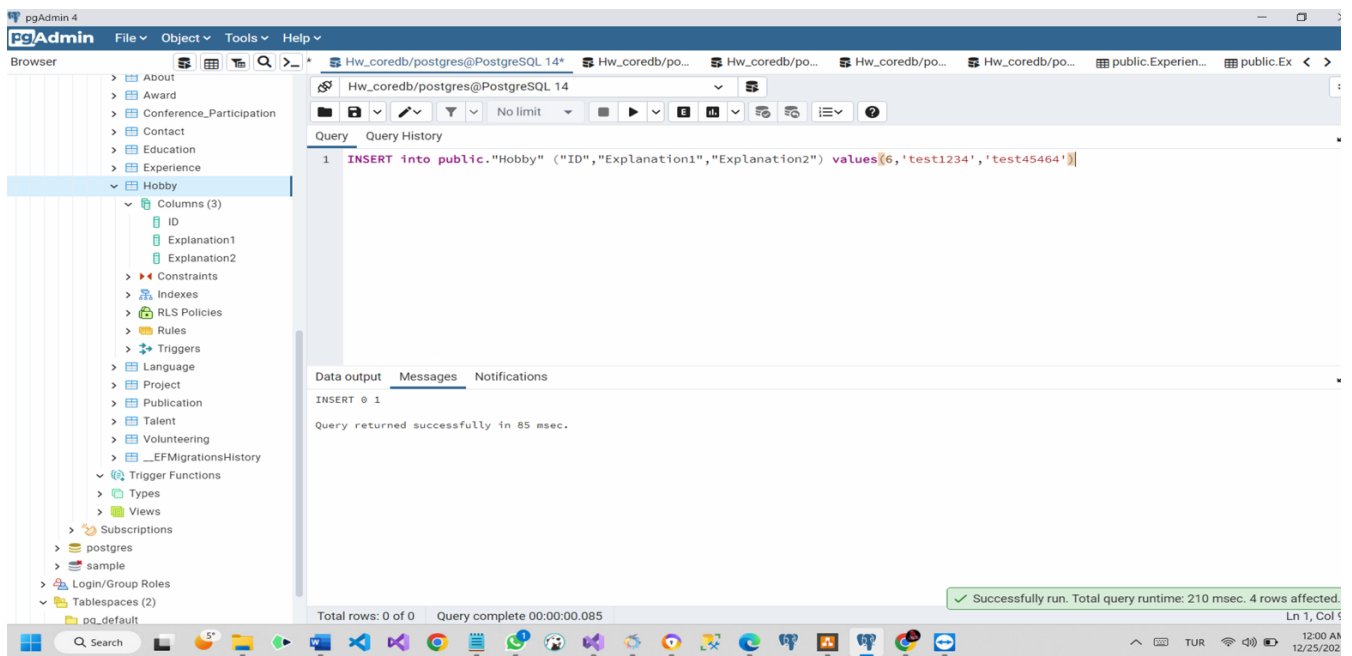 pgAdmin 4
pgAdmin File Object Tools Help
Browser
Hw_coredb/postgres@PostgreSQL 14* Hw_coredb/po... Hw_coredb/po... Hw_coredb/po... Hw_coredb/po... public.Experien... public.Ex
About
Award
Conference_Participation
Contact
Education
Experience
Hobby
Columns (3)
ID
Explanation1
Explanation2
Constraints
Indexes
RLS Policies
Rules
Triggers
Language
Project
Publication
Talent
Volunteering
__EFMigrationsHistory
Trigger Functions
Types
Views
Subscriptions
postgres
sample
Login/Group Roles
Tablespaces (2)
pg_default
Hw_coredb/postgres@PostgreSQL 14
No limit
E
Query Query History
1 INSERT into public."Hobby" ("ID","Explanation1","Explanation2") values(6,'test1234','test45464')
Data output Messages Notifications
INSERT 0 1
Query returned successfully in 85 msec.
Successfully run. Total query runtime: 210 msec. 4 rows affected.
Total rows: 0 of 0 Query complete 00:00:00.085
Ln 1, Col 9
Search
5°
1
TUR
12:00 AM
12/25/202